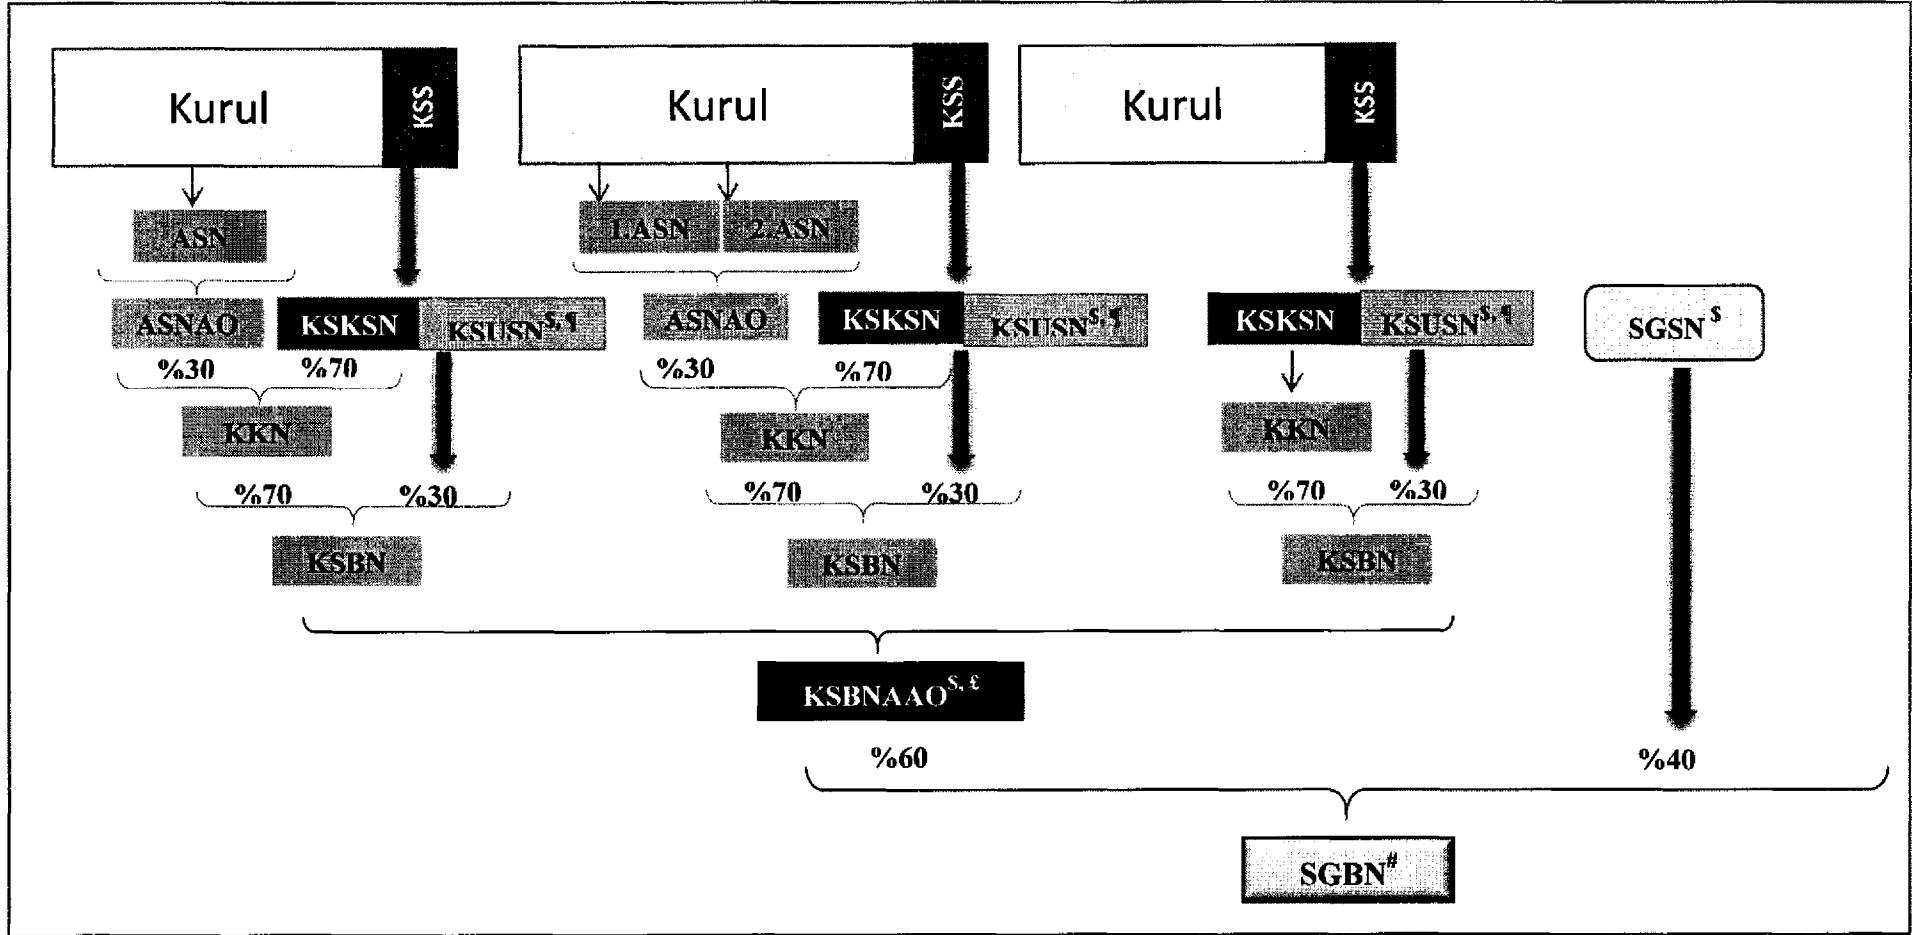 Kurul KSS Kurul KSS Kurul KSS
ASN 1.ASN 2.ASN
ASNAO KSKSN KSUSN$,¶ ASNAO KSKSN KSUSN$,¶ KSKSN KSUSN$,¶ SGSN$
%30 %70 %30 %70
KKN KKN KKN
%70 %30 %70 %30 %70 %30
KSBN KSBN KSBN
KSBNAAO$,£
%60 %40
SGBN#